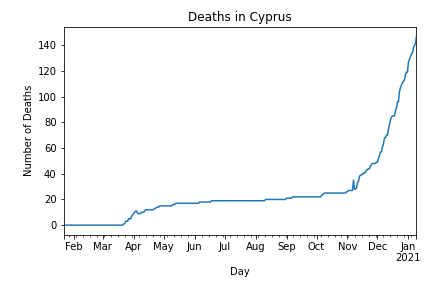 Deaths in Cyprus
Number of Deaths
140
120
100
80
60
40
20
0
Feb Mar Apr May Jun Jul Aug Sep Oct Nov Dec Jan
2021
Day